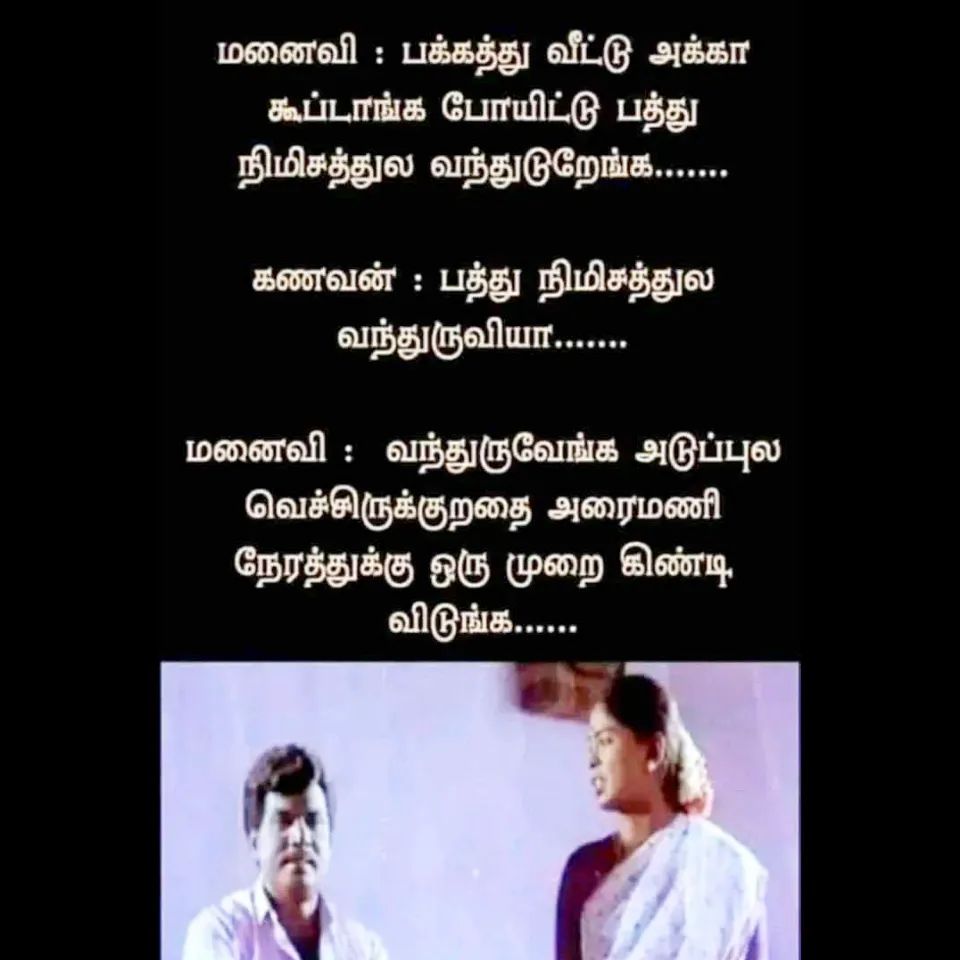 மனைவி : பக்கத்து வீட்டு அக்கா
கூப்டாங்க போயிட்டு பத்து
நிமிசத்துல வந்துடுறேங்க.......
கணவன் : பத்து நிமிசத்துல
வந்துருவியா.......
மனைவி : வந்துருவேங்க அடுப்புல
வெச்சிருக்குறதை அரைமணி
நேரத்துக்கு ஒரு முறை கிண்டி
விடுங்க......